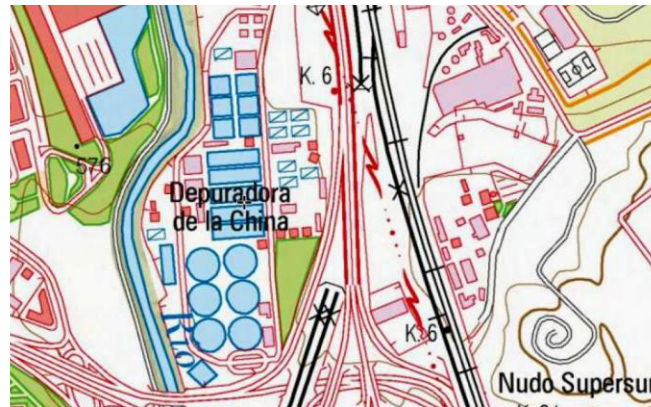 K. 6
576
Depuradora
de la China
Río
K. 6
Nudo Supersur